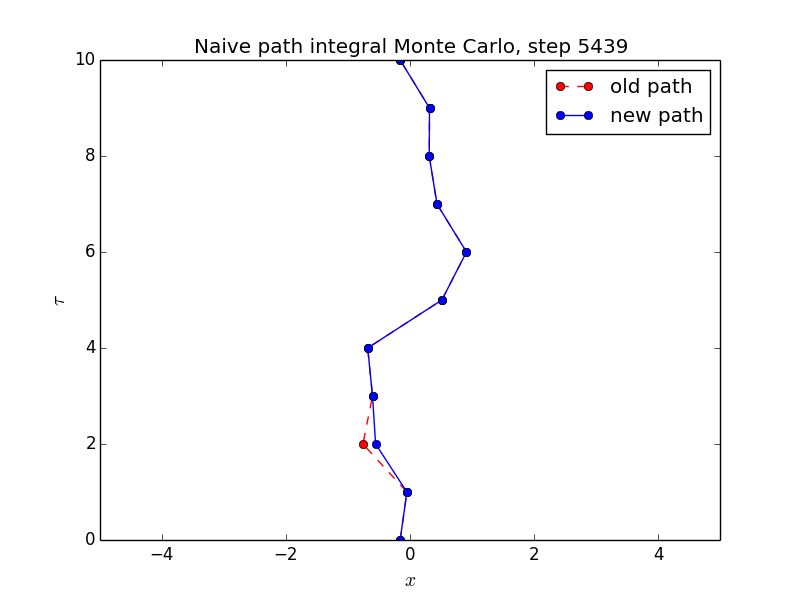 Naive path integral Monte Carlo, step 5439
old path
new path
10
8
6
4
2
0
τ
−4 −2 0 2 4
x